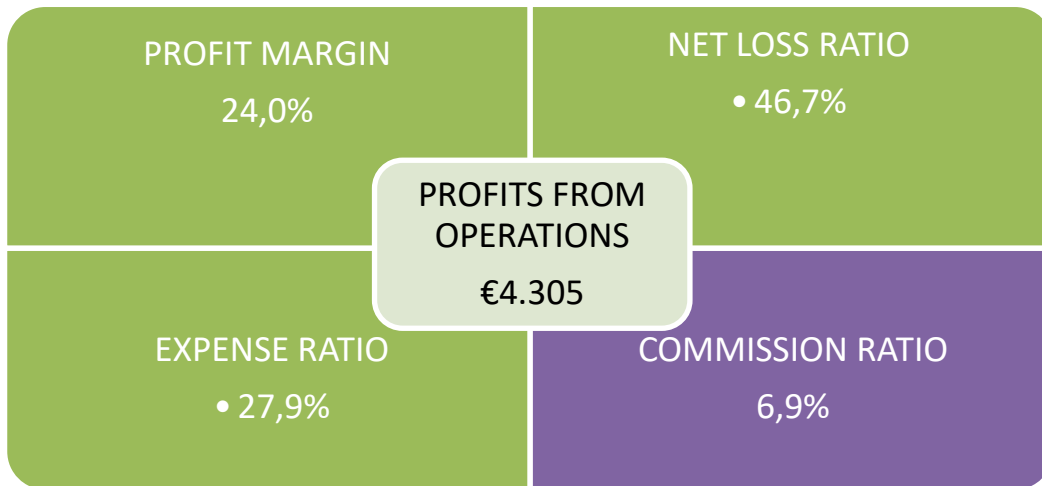 PROFIT MARGIN
24,0%
NET LOSS RATIO
• 46,7%
PROFITS FROM
OPERATIONS
€4.305
EXPENSE RATIO
• 27,9%
COMMISSION RATIO
6,9%